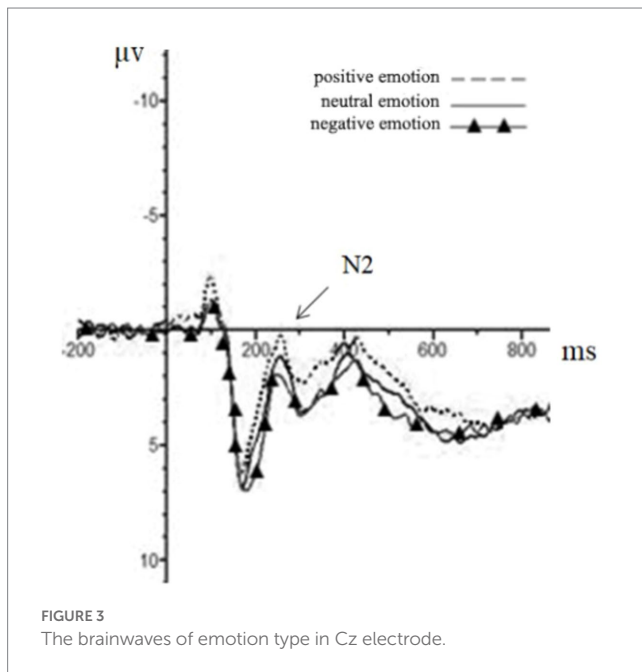 μv
positive emotion
neutral emotion
negative emotion
-10
-5
N2
-200 200 400 600 800 ms
5
10
FIGURE 3
The brainwaves of emotion type in Cz electrode.